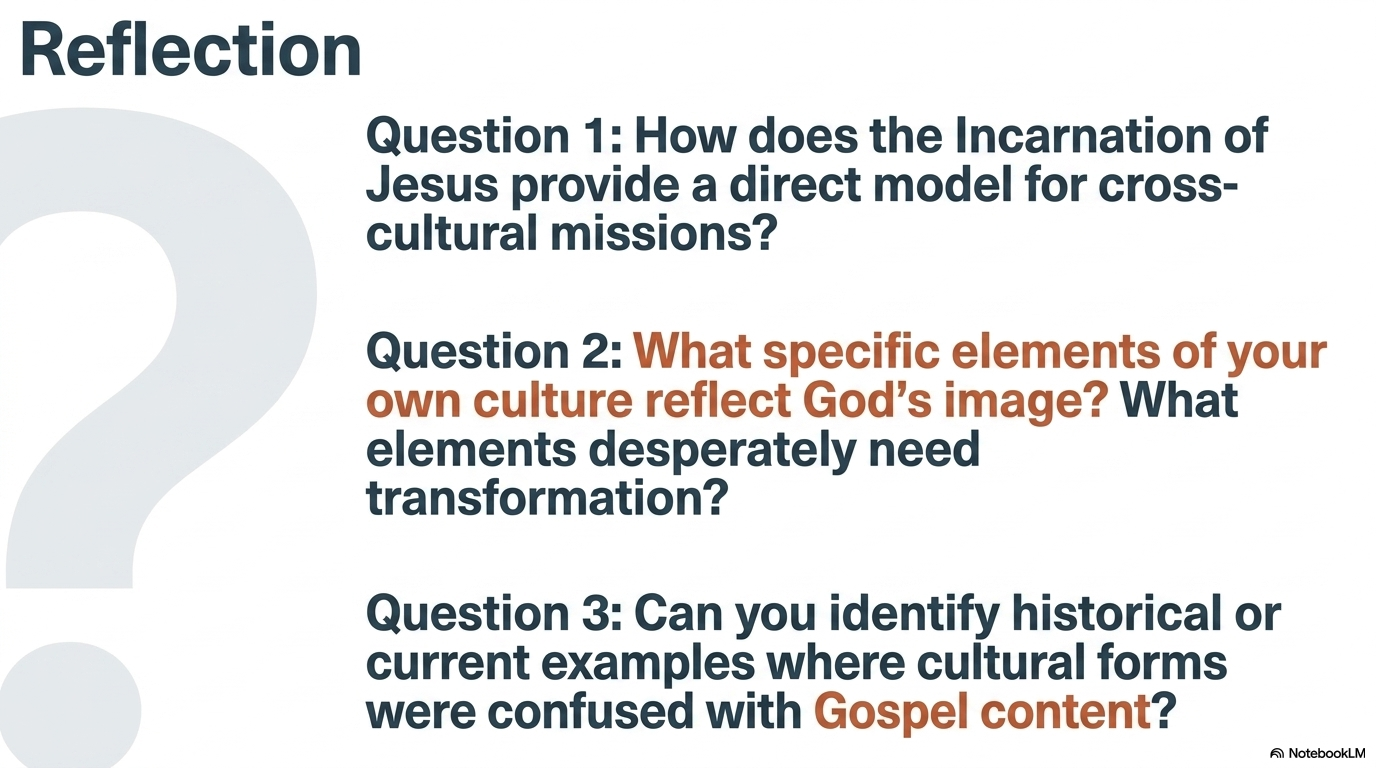 Reflection
Question 1: How does the Incarnation of
Jesus provide a direct model for cross-
cultural missions?
Question 2: What specific elements of your
own culture reflect God’s image? What
elements desperately need
transformation?
Question 3: Can you identify historical or
current examples where cultural forms
were confused with Gospel content?
NotebookLM